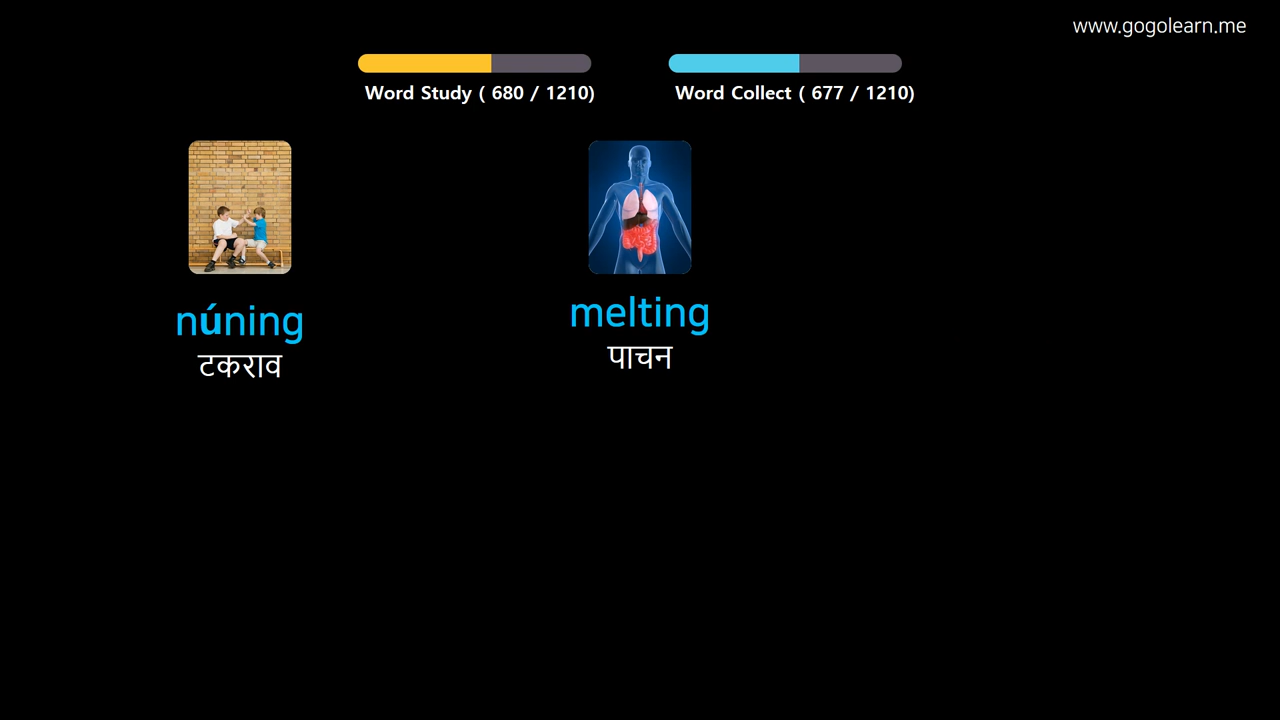 www.gogolearn.me
Word Study ( 680 / 1210)
Word Collect ( 677 / 1210)
núning
टकराव
melting
पाचन